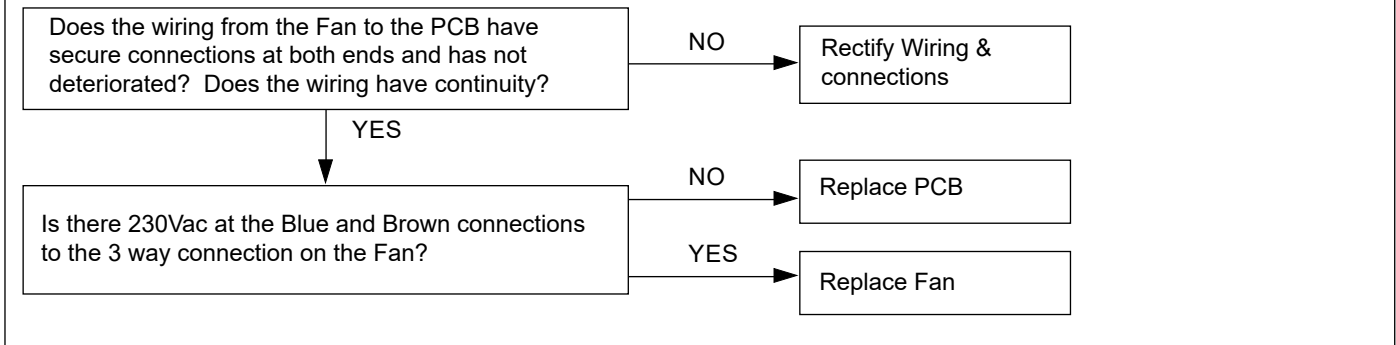 Does the wiring from the Fan to the PCB have
secure connections at both ends and has not
deteriorated?  Does the wiring have continuity?
NO
Rectify Wiring &
connections
YES
Is there 230Vac at the Blue and Brown connections
to the 3 way connection on the Fan?
NO
Replace PCB
YES
Replace Fan